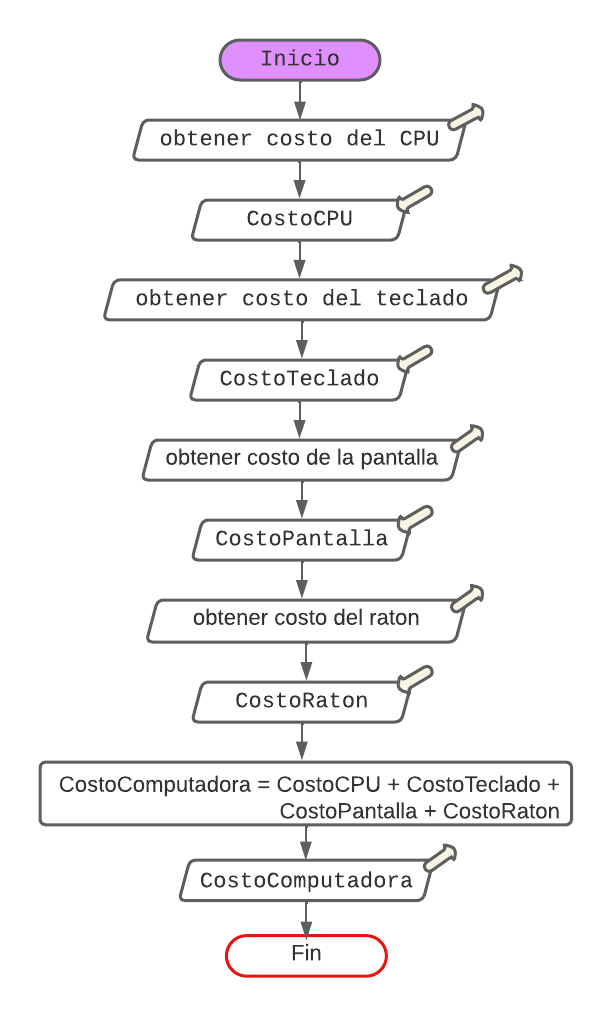 Inicio
obtener costo del CPU
CostoCPU
obtener costo del teclado
CostoTeclado
obtener costo de la pantalla
CostoPantalla
obtener costo del raton
CostoRaton
CostoComputadora = CostoCPU + CostoTeclado +
CostoPantalla + CostoRaton
CostoComputadora
Fin